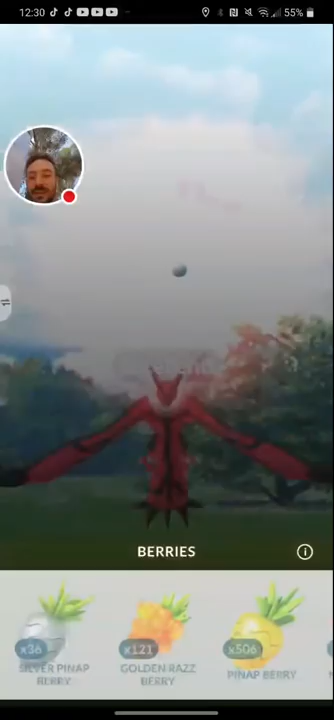 12:30
55%
BERRIES
x36
x121
x506
SILVER PINAP
BERRY
GOLDEN RAZZ
BERRY
PINAP BERRY